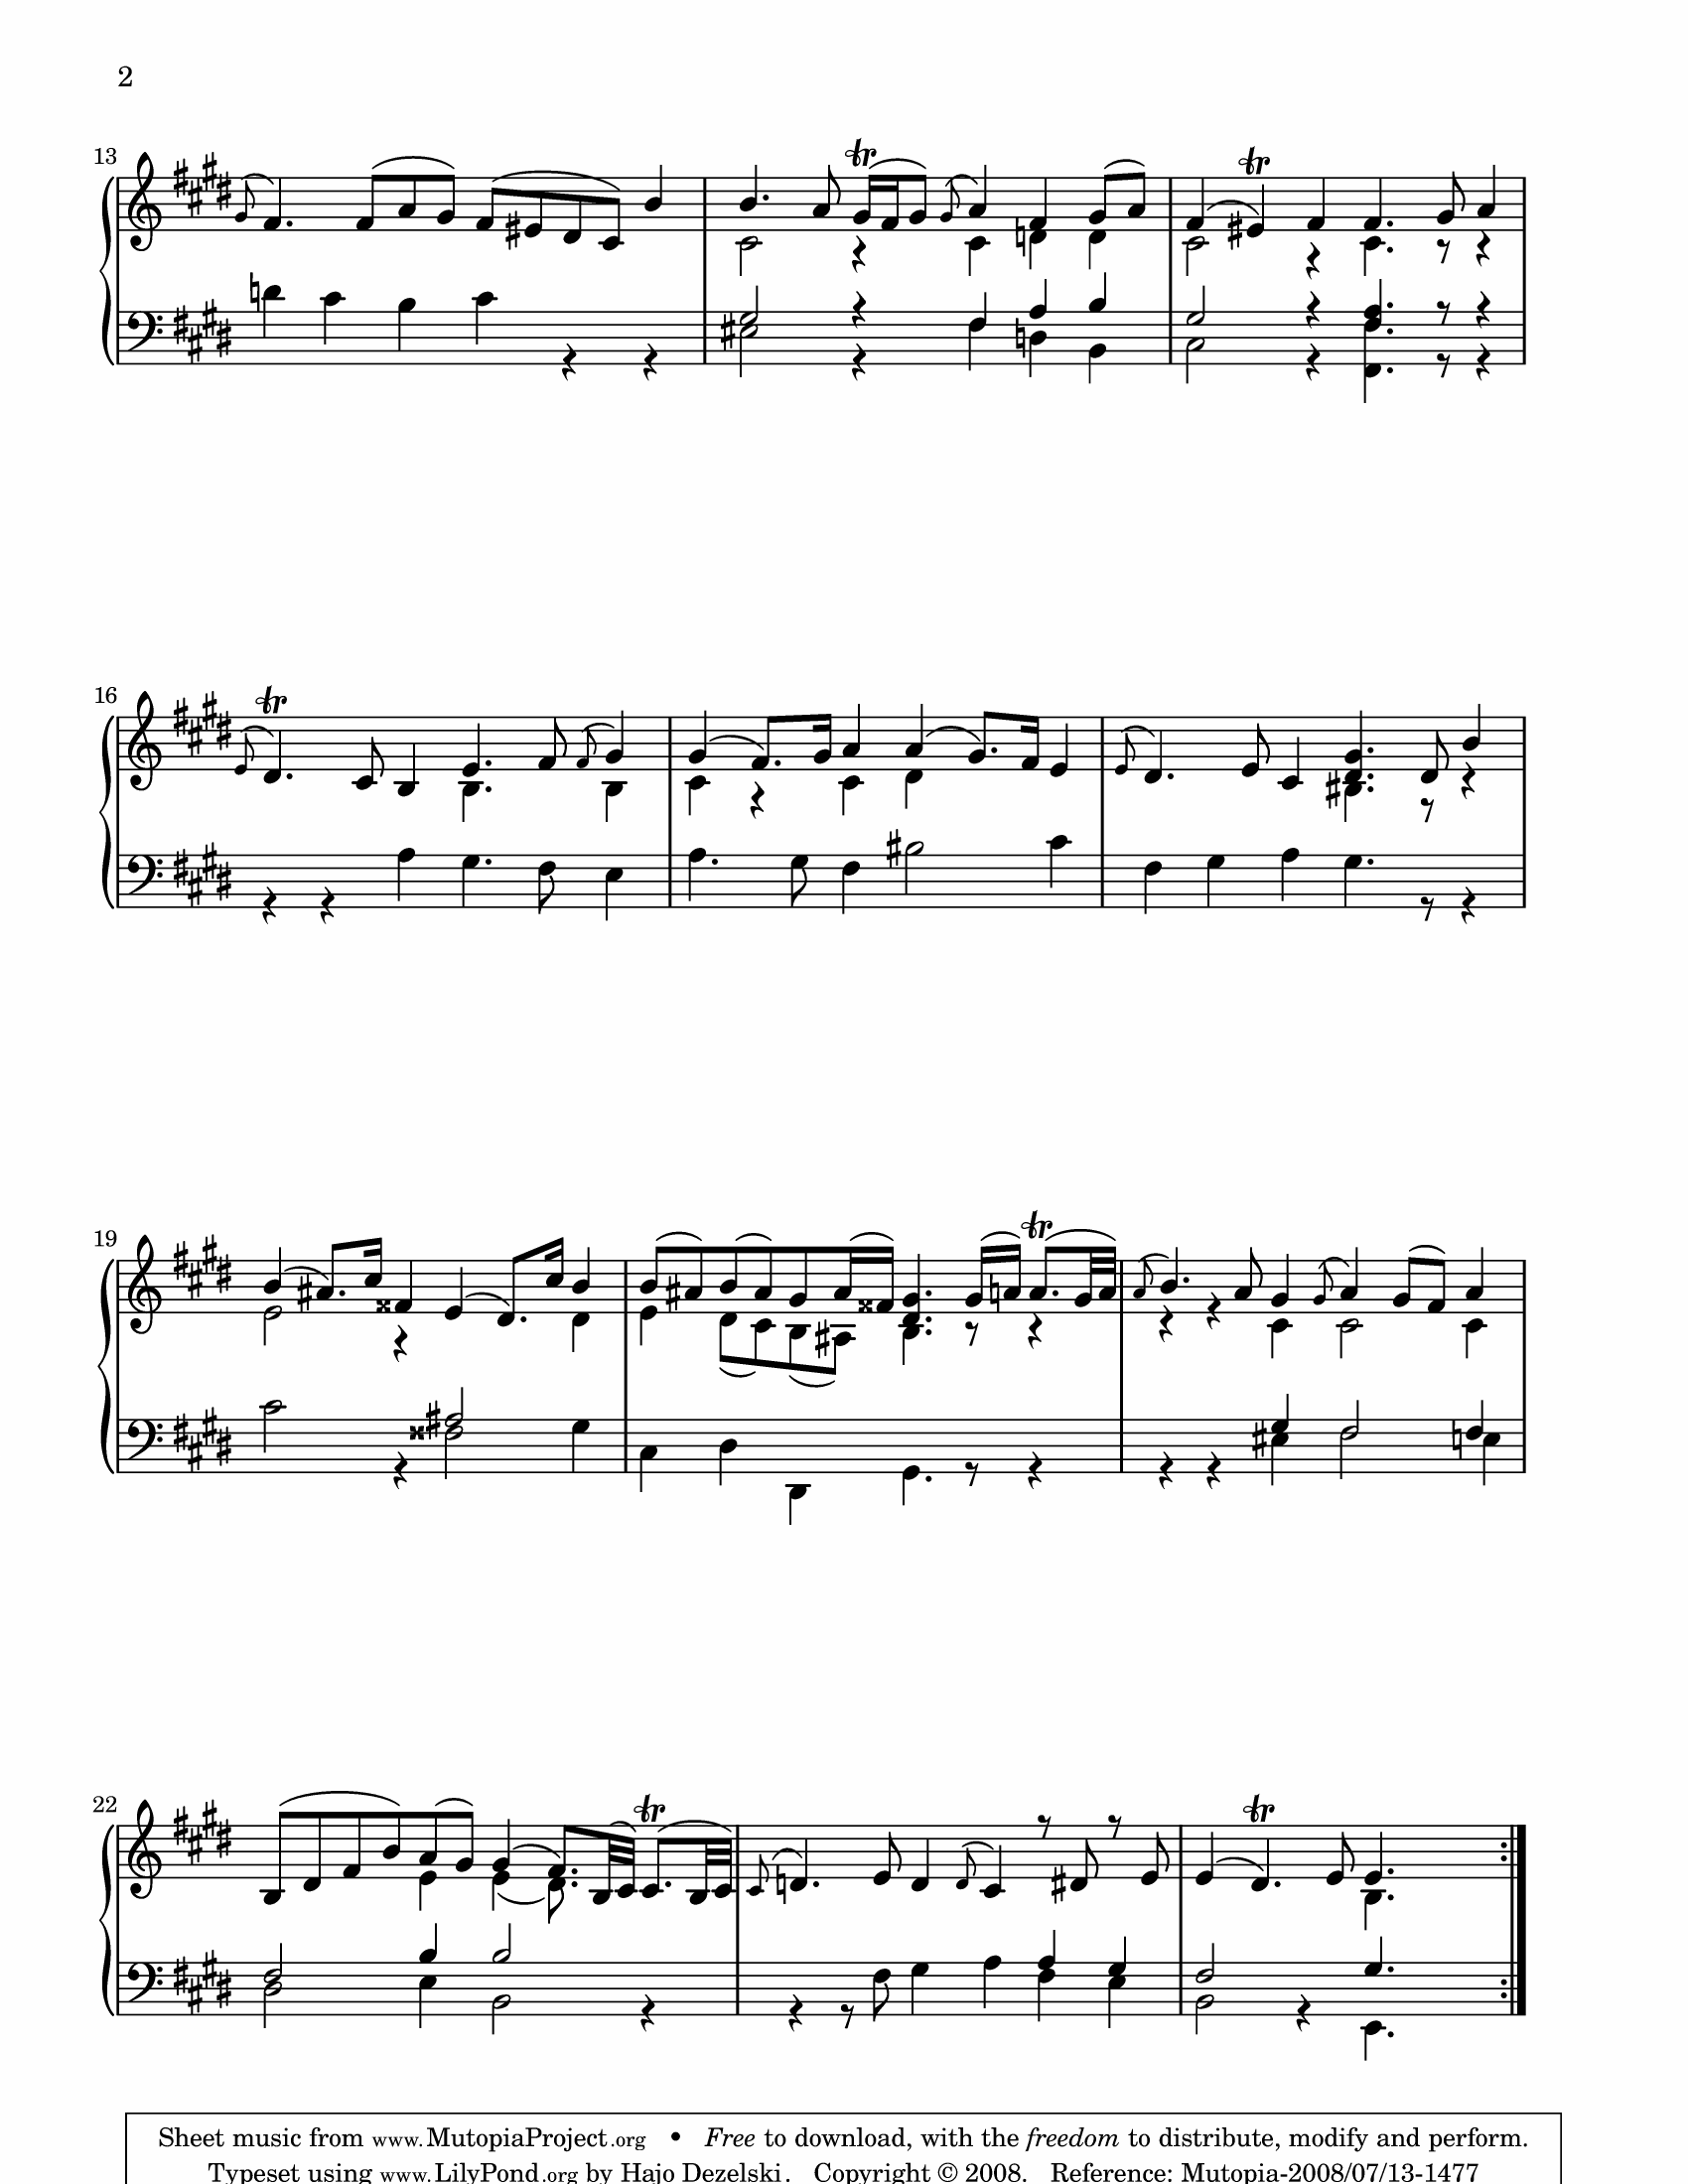 2
13
16
19
22
Sheet music from www.MutopiaProject.org • Free to download, with the freedom to distribute, modify and perform.
Typeset using www.LilyPond.org by Hajo Dezelski. Copyright © 2008. Reference: Mutopia-2008/07/13-1477